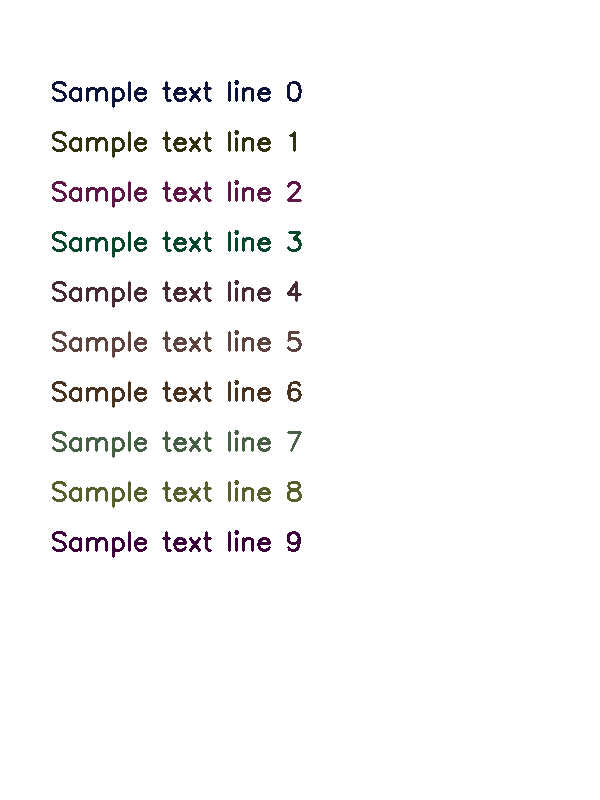 Sample text line 0
Sample text line 1
Sample text line 2
Sample text line 3
Sample text line 4
Sample text line 5
Sample text line 6
Sample text line 7
Sample text line 8
Sample text line 9